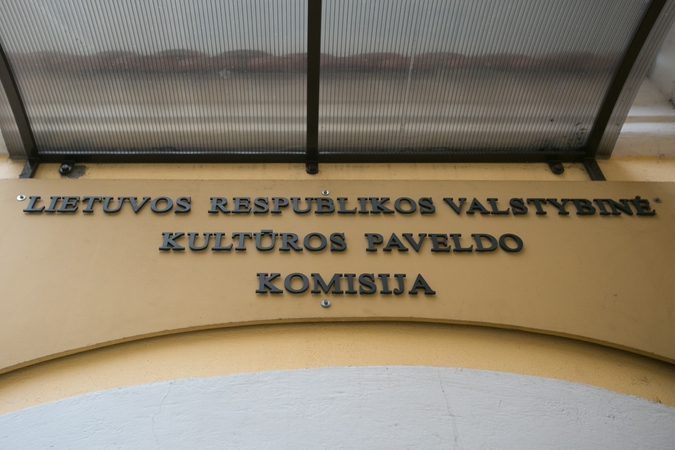 LIETUVOS RESPUBLIKOS VALSTYBINĖ
KULTŪROS PAVELDO
KOMISIJA